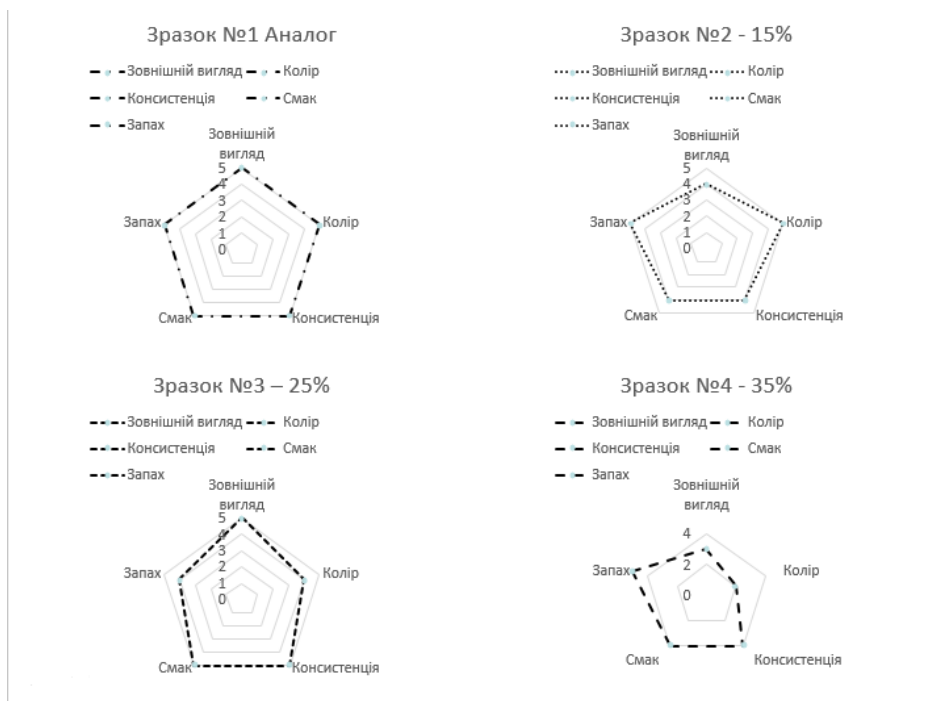 Зразок №1 Аналог
Зовнішній вигляд Колір
Консистенція Смак
Запах
Зовнішній
вигляд
5
4
3
2
1
0
Запах Колір
Смак Консистенція
Зразок №2 - 15%
Зовнішній вигляд Колір
Консистенція Смак
Запах
Зовнішній
вигляд
5
4
3
2
1
0
Запах Колір
Смак Консистенція
Зразок №3 – 25%
Зовнішній вигляд Колір
Консистенція Смак
Запах
Зовнішній
вигляд
5
4
3
2
1
0
Запах Колір
Смак Консистенція
Зразок №4 - 35%
Зовнішній вигляд Колір
Консистенція Смак
Запах
Зовнішній
вигляд
4
2
0
Запах Колір
Смак Консистенція